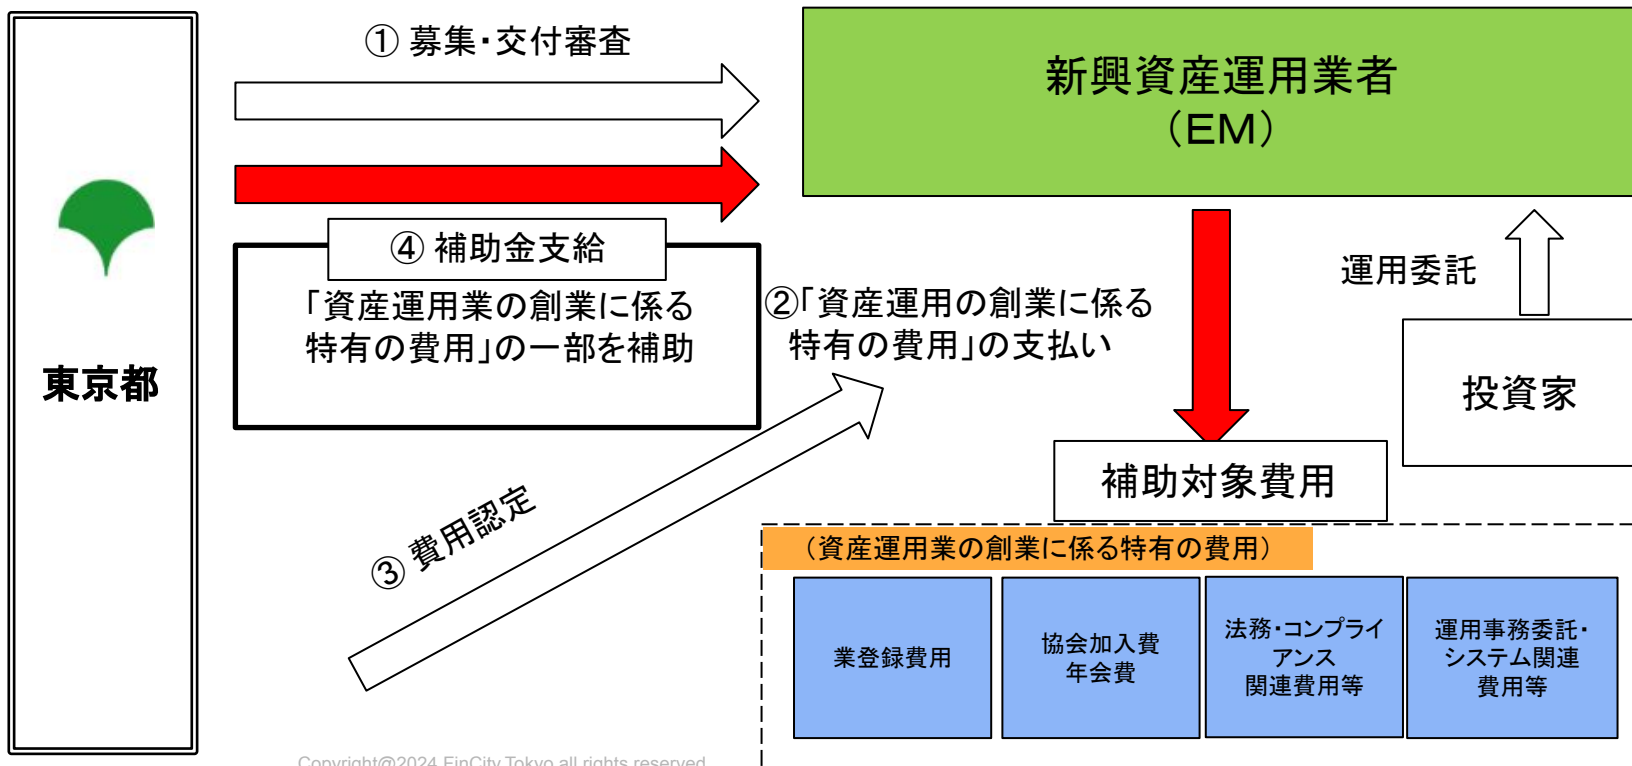 ① 募集・交付審査
新興資産運用業者
（EM）
④ 補助金支給
「資産運用業の創業に係る
特有の費用」の一部を補助
②「資産運用の創業に係る
特有の費用」の支払い
運用委託
東京都
投資家
補助対象費用
③ 費用認定
（資産運用業の創業に係る特有の費用）
業登録費用
協会加入費
年会費
法務・コンプライ
アンス
関連費用等
運用事務委託・
システム関連
費用等
Copyright@2024 FinCity.Tokyo all rights reserved